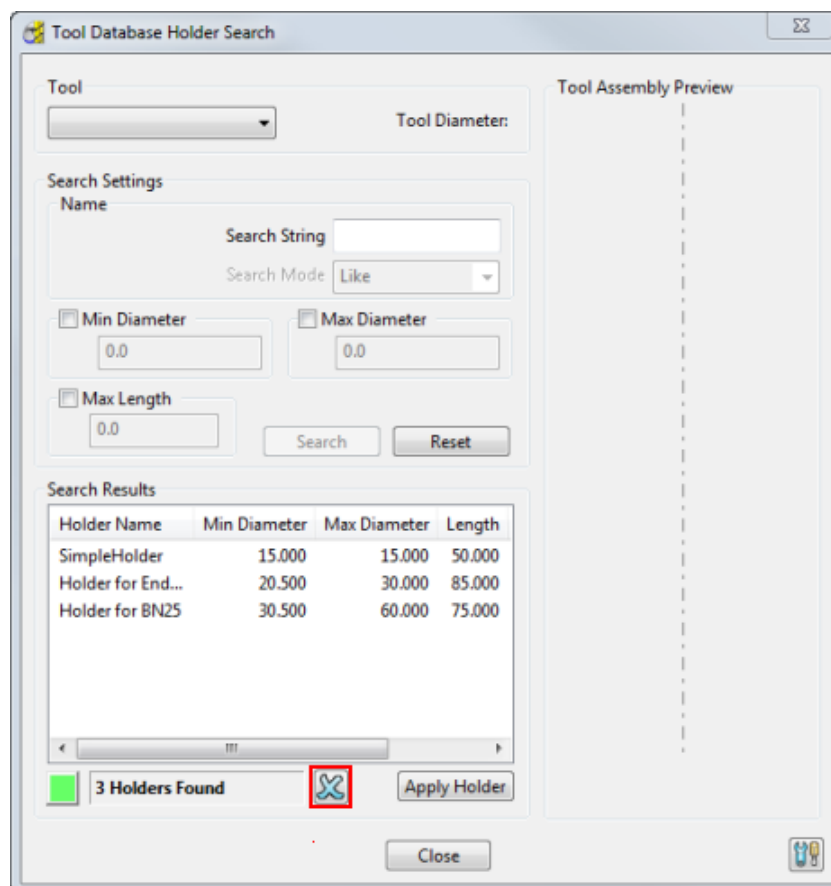 Tool Database Holder Search
Tool
Tool Diameter:
Search Settings
Name
Search String
Search Mode Like
Min Diameter
0.0
Max Diameter
0.0
Max Length
0.0
Search Reset
Search Results
Holder Name Min Diameter Max Diameter Length
SimpleHolder 15.000 15.000 50.000
Holder for End... 20.500 30.000 85.000
Holder for BN25 30.500 60.000 75.000
3 Holders Found
Apply Holder
Close
Tool Assembly Preview